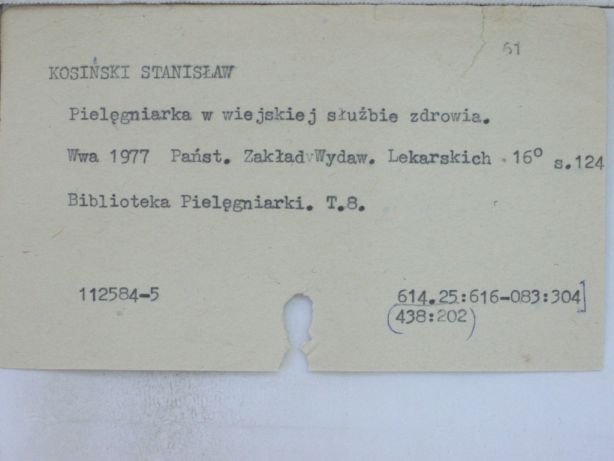 61
KOSIŃSKI STANISŁAW
Pielęgniarka w wiejskiej służbie zdrowia.
Wwa 1977 Państ. Zakład Wydaw. Lekarskich . 16° s.124
Biblioteka Pielęgniarki. T.8.
112584-5
614.25:616-083:304]
(438:202)